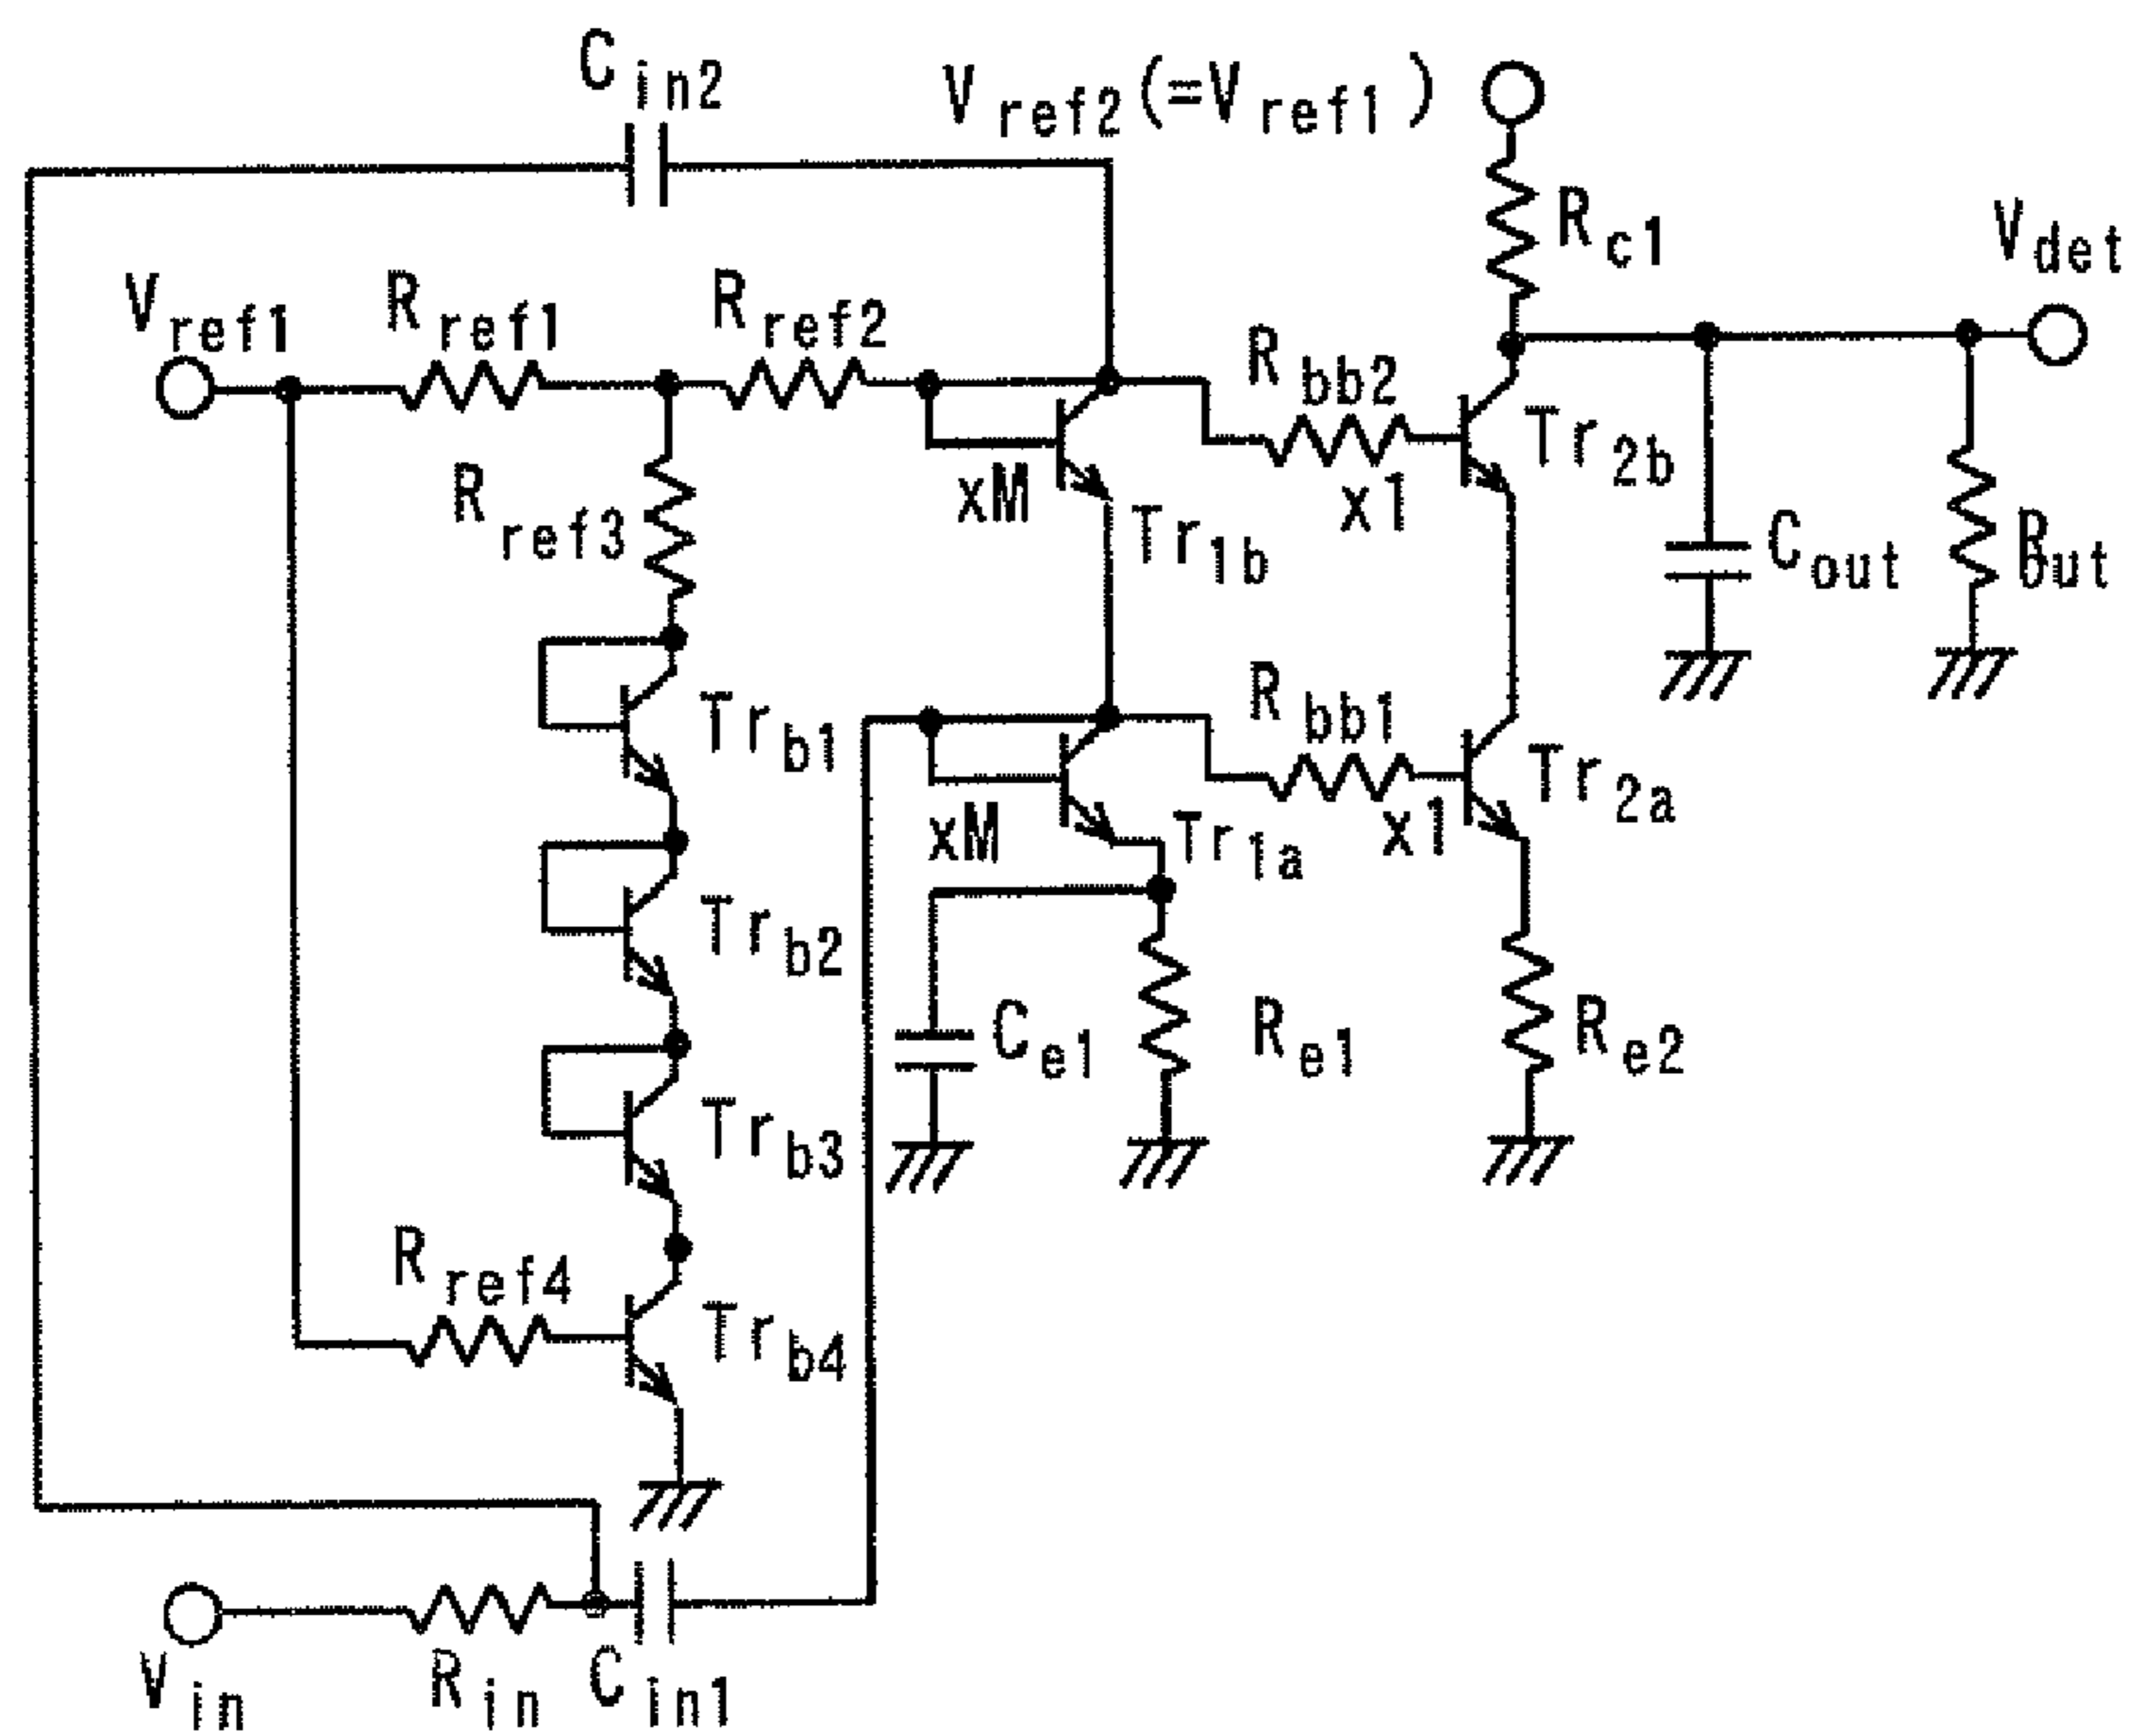 C in2
V ref2 (=V ref1 )
R c1
V det
V ref1
R ref1
R ref2
R bb2
Tr 2b
x1
xM
Tr 1b
R ref3
C out
R out
Tr b1
R bb1
Tr 2a
x1
xM
Tr 1a
Tr b2
C e1
R e1
R e2
Tr b3
R ref4
Tr b4
V in
R in
C in1